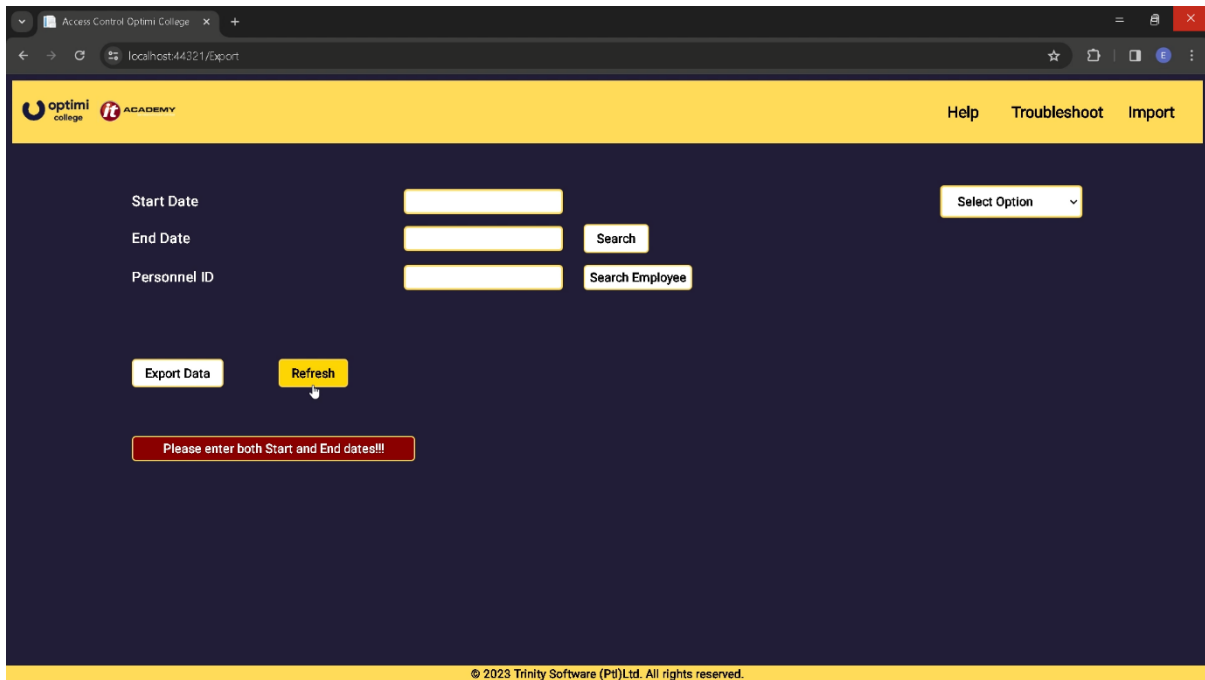 Access Control Optimi College
localhost:44321/Export
E
optimi
college
it ACADEMY
Help Troubleshoot Import
Start Date
Select Option
End Date
Search
Personnel ID
Search Employee
Export Data
Refresh
Please enter both Start and End dates!!!
© 2023 Trinity Software (Ptl)Ltd. All rights reserved.